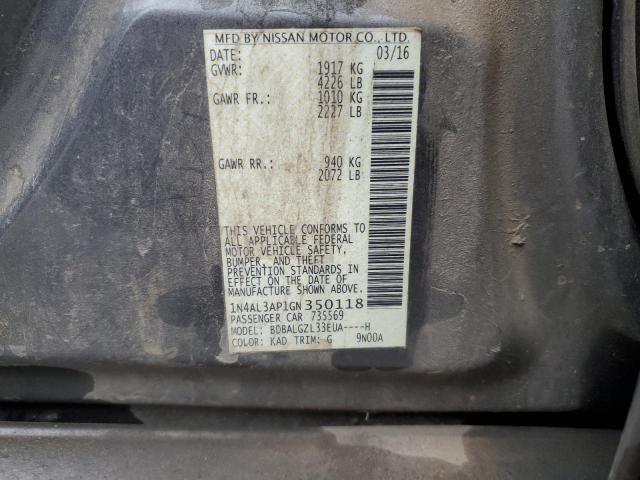 MFD BY NISSAN MOTOR CO., LTD.
DATE: 03/16
GVWR: 1917 KG
4226 LB
GAWR FR.: 1010 KG
2227 LB
GAWR RR.: 940 KG
2072 LB
THIS VEHICLE CONFORMS TO
ALL APPLICABLE FEDERAL
MOTOR VEHICLE SAFETY,
BUMPER, AND THEFT
PREVENTION STANDARDS IN
EFFECT ON THE DATE OF
MANUFACTURE SHOWN ABOVE.
1N4AL3AP1GN350118
PASSENGER CAR 735569
MODEL: BDBALGZL33EUA----H
COLOR: KAD TRIM: G 9N00A